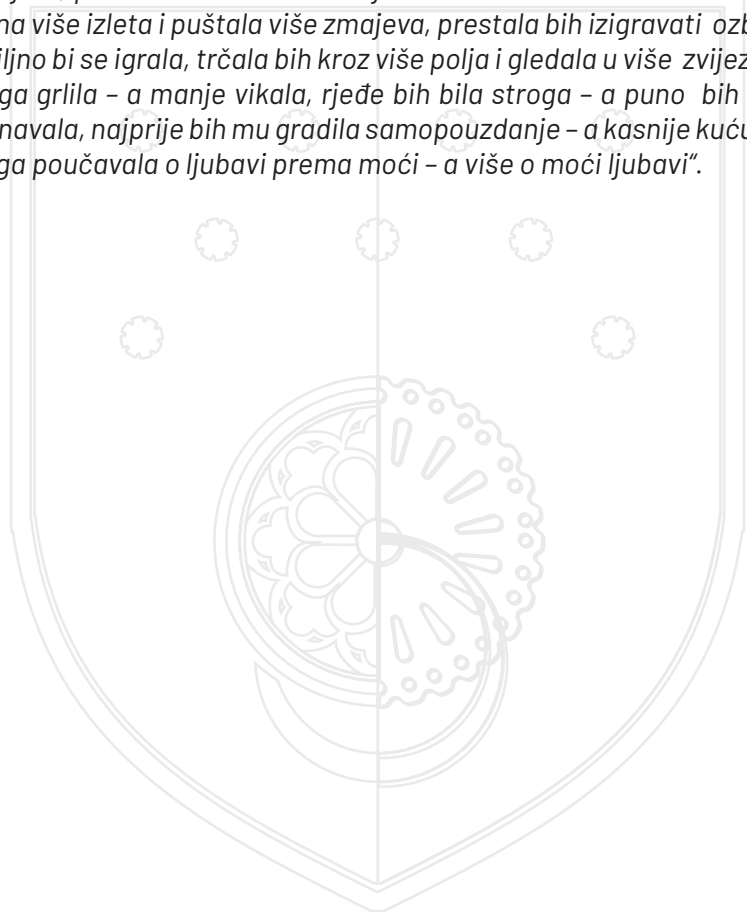 na više izleta i puštala više zmajeva, prestala bih izigravati ozb
iljno bi se igrala, trčala bih kroz više polja i gledala u više zvijez
ga grlila – a manje vikala, rjeđe bih bila stroga – a puno bih
navala, najprije bih mu gradila samopouzdanje – a kasnije kuću
ga poučavala o ljubavi prema moći – a više o moći ljubavi“.